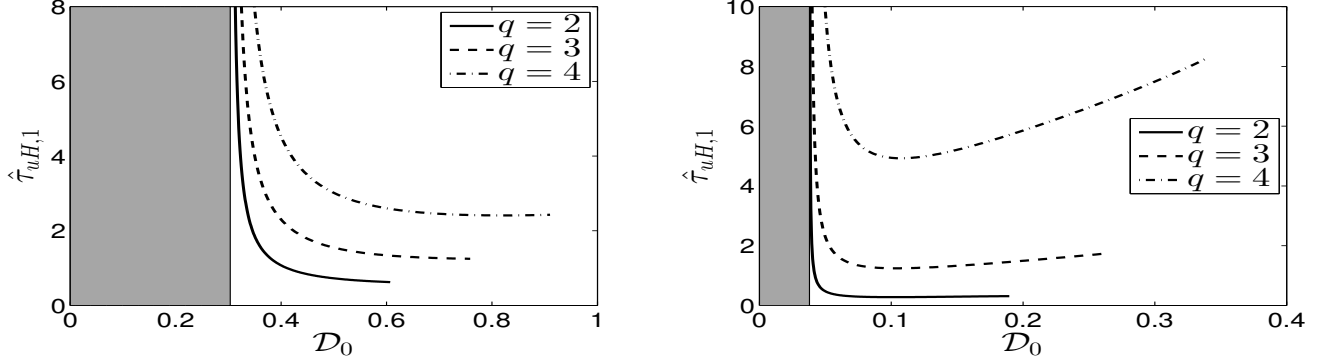 8
6
4
2
0
τ̂_{uH,1}
0 0.2 0.4 0.6 0.8 1
𝒟₀
q = 2
q = 3
q = 4
10
8
6
4
2
0
τ̂_{uH,1}
0 0.1 0.2 0.3 0.4
𝒟₀
q = 2
q = 3
q = 4